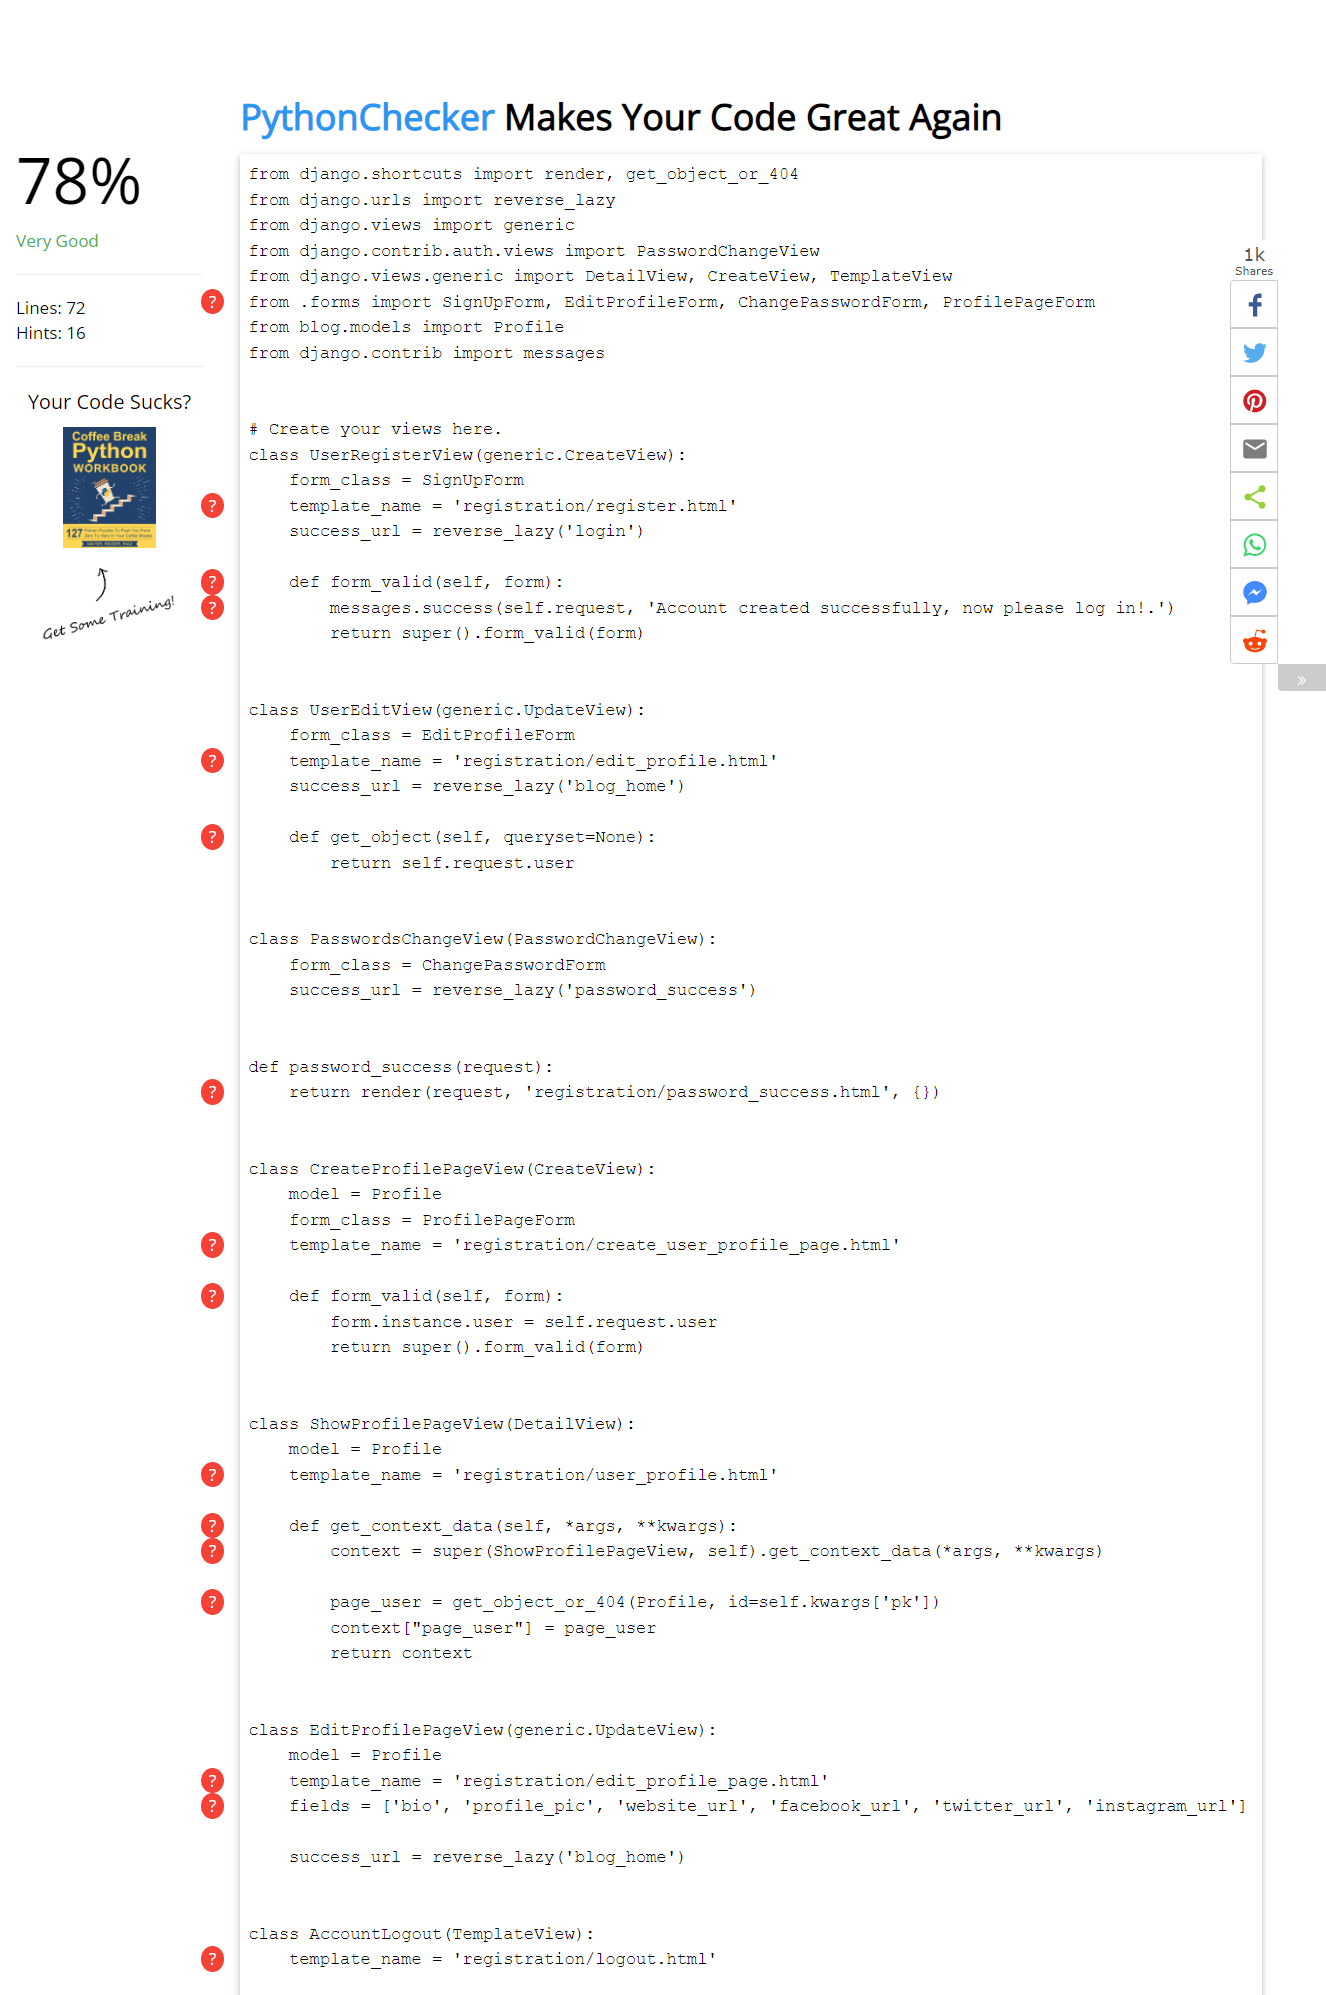 PythonChecker Makes Your Code Great Again
78%
Very Good
Lines: 72
Hints: 16
Your Code Sucks?
Coffee Break
Python
WORKBOOK
127
Get Some Training!
?
from django.shortcuts import render, get_object_or_404
from django.urls import reverse_lazy
from django.views import generic
from django.contrib.auth.views import PasswordChangeView
from django.views.generic import DetailView, CreateView, TemplateView
? from .forms import SignUpForm, EditProfileForm, ChangePasswordForm, ProfilePageForm
from blog.models import Profile
from django.contrib import messages
# Create your views here.
class UserRegisterView(generic.CreateView):
    form_class = SignUpForm
?     template_name = 'registration/register.html'
    success_url = reverse_lazy('login')
?     def form_valid(self, form):
?         messages.success(self.request, 'Account created successfully, now please log in!.')
        return super().form_valid(form)
class UserEditView(generic.UpdateView):
    form_class = EditProfileForm
?     template_name = 'registration/edit_profile.html'
    success_url = reverse_lazy('blog_home')
?     def get_object(self, queryset=None):
        return self.request.user
class PasswordsChangeView(PasswordChangeView):
    form_class = ChangePasswordForm
    success_url = reverse_lazy('password_success')
def password_success(request):
?     return render(request, 'registration/password_success.html', {})
class CreateProfilePageView(CreateView):
    model = Profile
    form_class = ProfilePageForm
?     template_name = 'registration/create_user_profile_page.html'
?     def form_valid(self, form):
        form.instance.user = self.request.user
        return super().form_valid(form)
class ShowProfilePageView(DetailView):
    model = Profile
?     template_name = 'registration/user_profile.html'
?     def get_context_data(self, *args, **kwargs):
?         context = super(ShowProfilePageView, self).get_context_data(*args, **kwargs)
?         page_user = get_object_or_404(Profile, id=self.kwargs['pk'])
        context["page_user"] = page_user
        return context
class EditProfilePageView(generic.UpdateView):
    model = Profile
?     template_name = 'registration/edit_profile_page.html'
?     fields = ['bio', 'profile_pic', 'website_url', 'facebook_url', 'twitter_url', 'instagram_url']
    success_url = reverse_lazy('blog_home')
class AccountLogout(TemplateView):
?     template_name = 'registration/logout.html'
1k
Shares
»